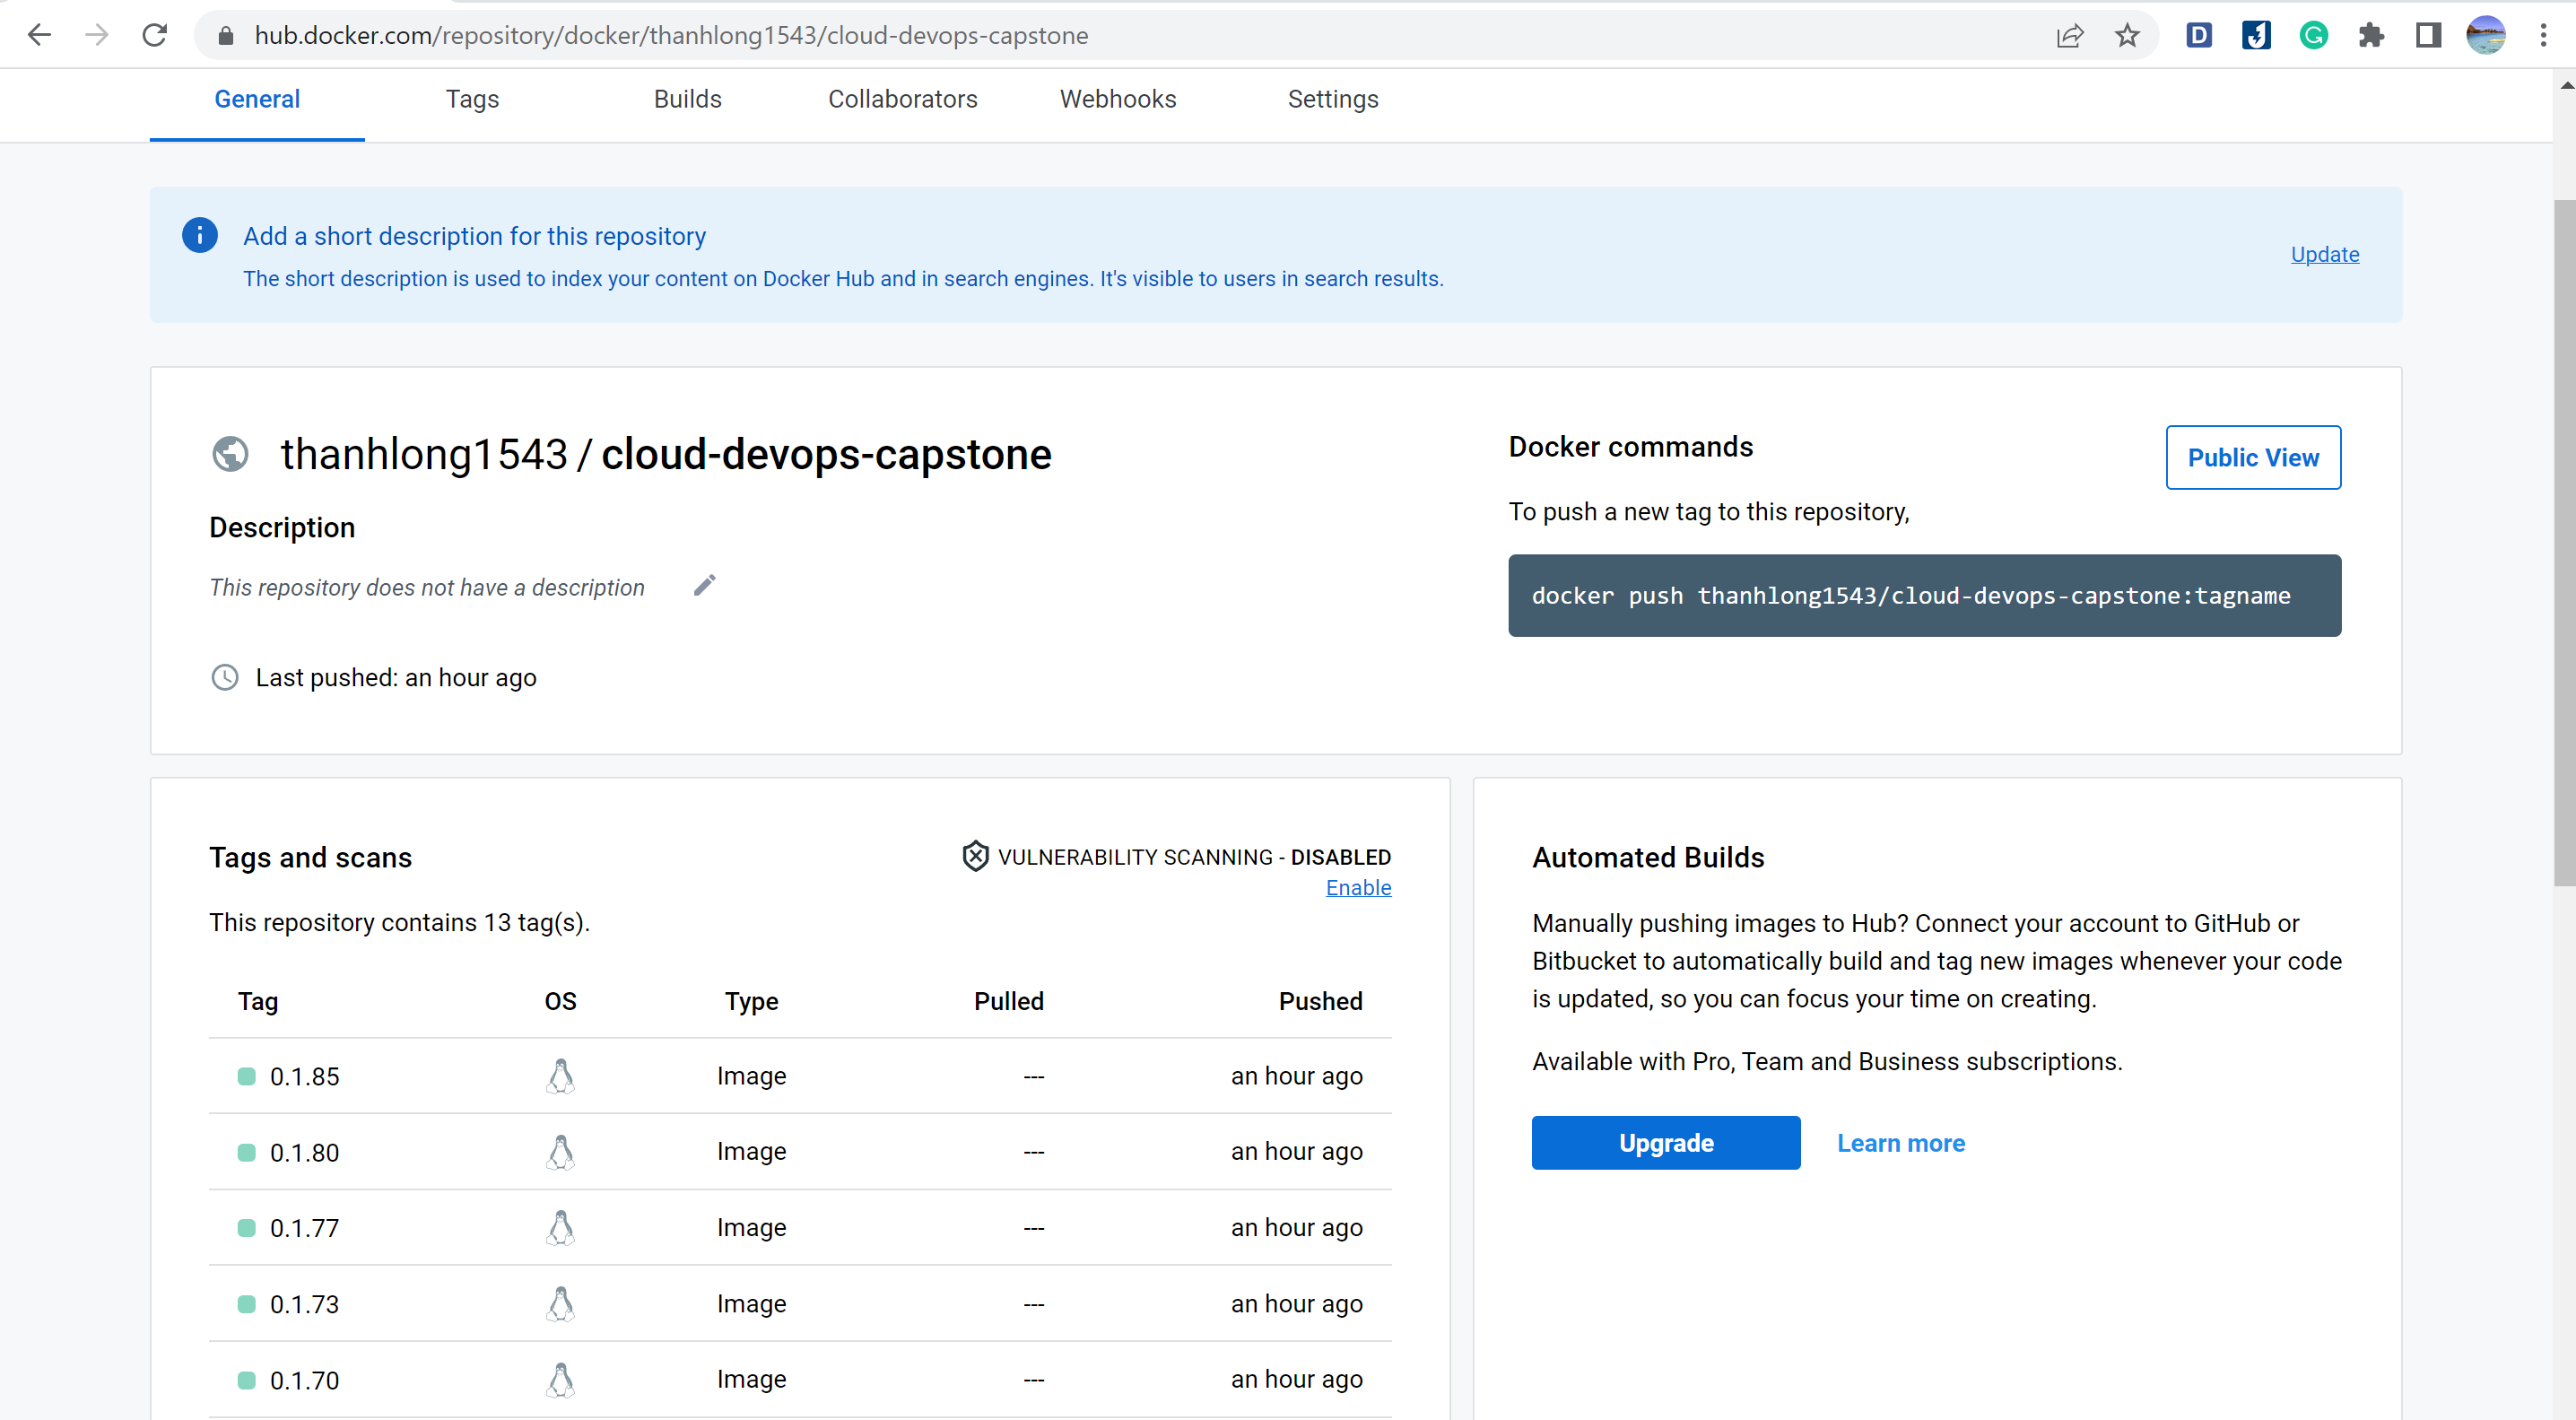 hub.docker.com/repository/docker/thanhlong1543/cloud-devops-capstone
General Tags Builds Collaborators Webhooks Settings
Add a short description for this repository
The short description is used to index your content on Docker Hub and in search engines. It's visible to users in search results.
Update
thanhlong1543 / cloud-devops-capstone
Description
This repository does not have a description
Last pushed: an hour ago
Docker commands
Public View
To push a new tag to this repository,
docker push thanhlong1543/cloud-devops-capstone:tagname
Tags and scans
VULNERABILITY SCANNING - DISABLED
Enable
This repository contains 13 tag(s).
Tag OS Type Pulled Pushed
0.1.85 Image --- an hour ago
0.1.80 Image --- an hour ago
0.1.77 Image --- an hour ago
0.1.73 Image --- an hour ago
0.1.70 Image --- an hour ago
Automated Builds
Manually pushing images to Hub? Connect your account to GitHub or
Bitbucket to automatically build and tag new images whenever your code
is updated, so you can focus your time on creating.
Available with Pro, Team and Business subscriptions.
Upgrade Learn more